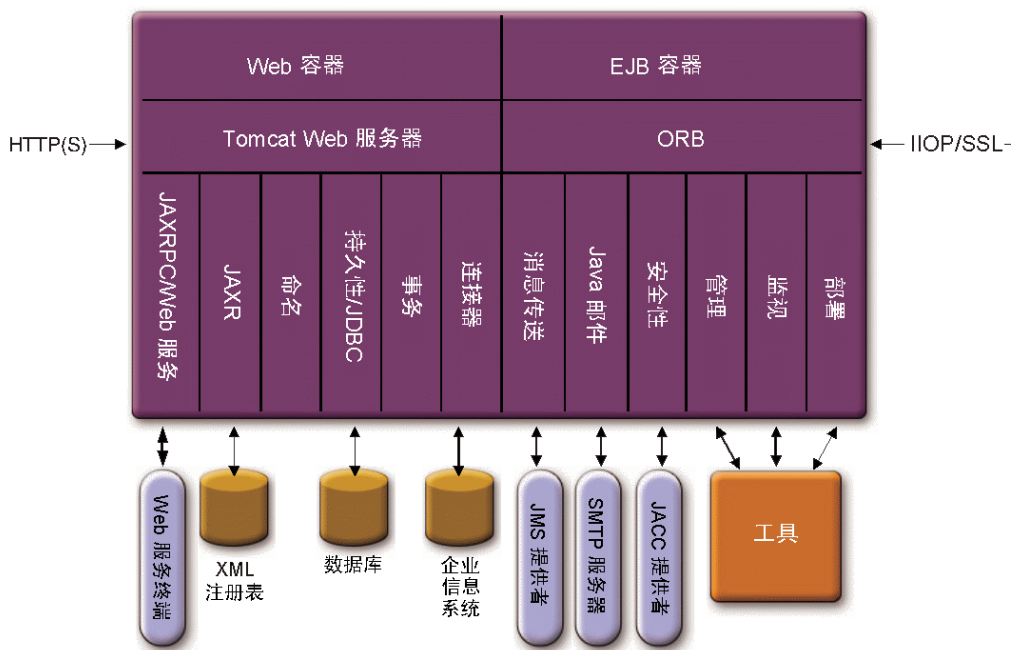 Web 容器
EJB 容器
HTTP(S)
Tomcat Web 服务器
ORB
IIOP/SSL
JAXRPC/Web 服务
JAXR
命名
持久性/JDBC
事务
连接器
消息传送
Java 邮件
安全性
管理
监视
部署
Web 服务终端
XML
注册表
数据库
企业
信息
系统
JMS 提供者
SMTP 服务器
JACC 提供者
工具